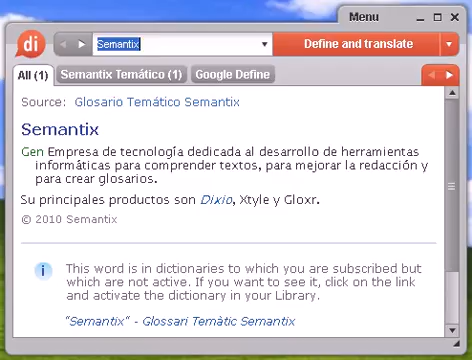 Menu
di
Semantix
Define and translate
All (1)
Semantix Temático (1)
Google Define
Source: Glosario Temático Semantix
Semantix
Gen Empresa de tecnología dedicada al desarrollo de herramientas
informáticas para comprender textos, para mejorar la redacción y
para crear glosarios.
Su principales productos son Dixio, Xtyle y Gloxr.
© 2010 Semantix
i
This word is in dictionaries to which you are subscribed but
which are not active. If you want to see it, click on the link
and activate the dictionary in your Library.
"Semantix" - Glossari Temàtic Semantix